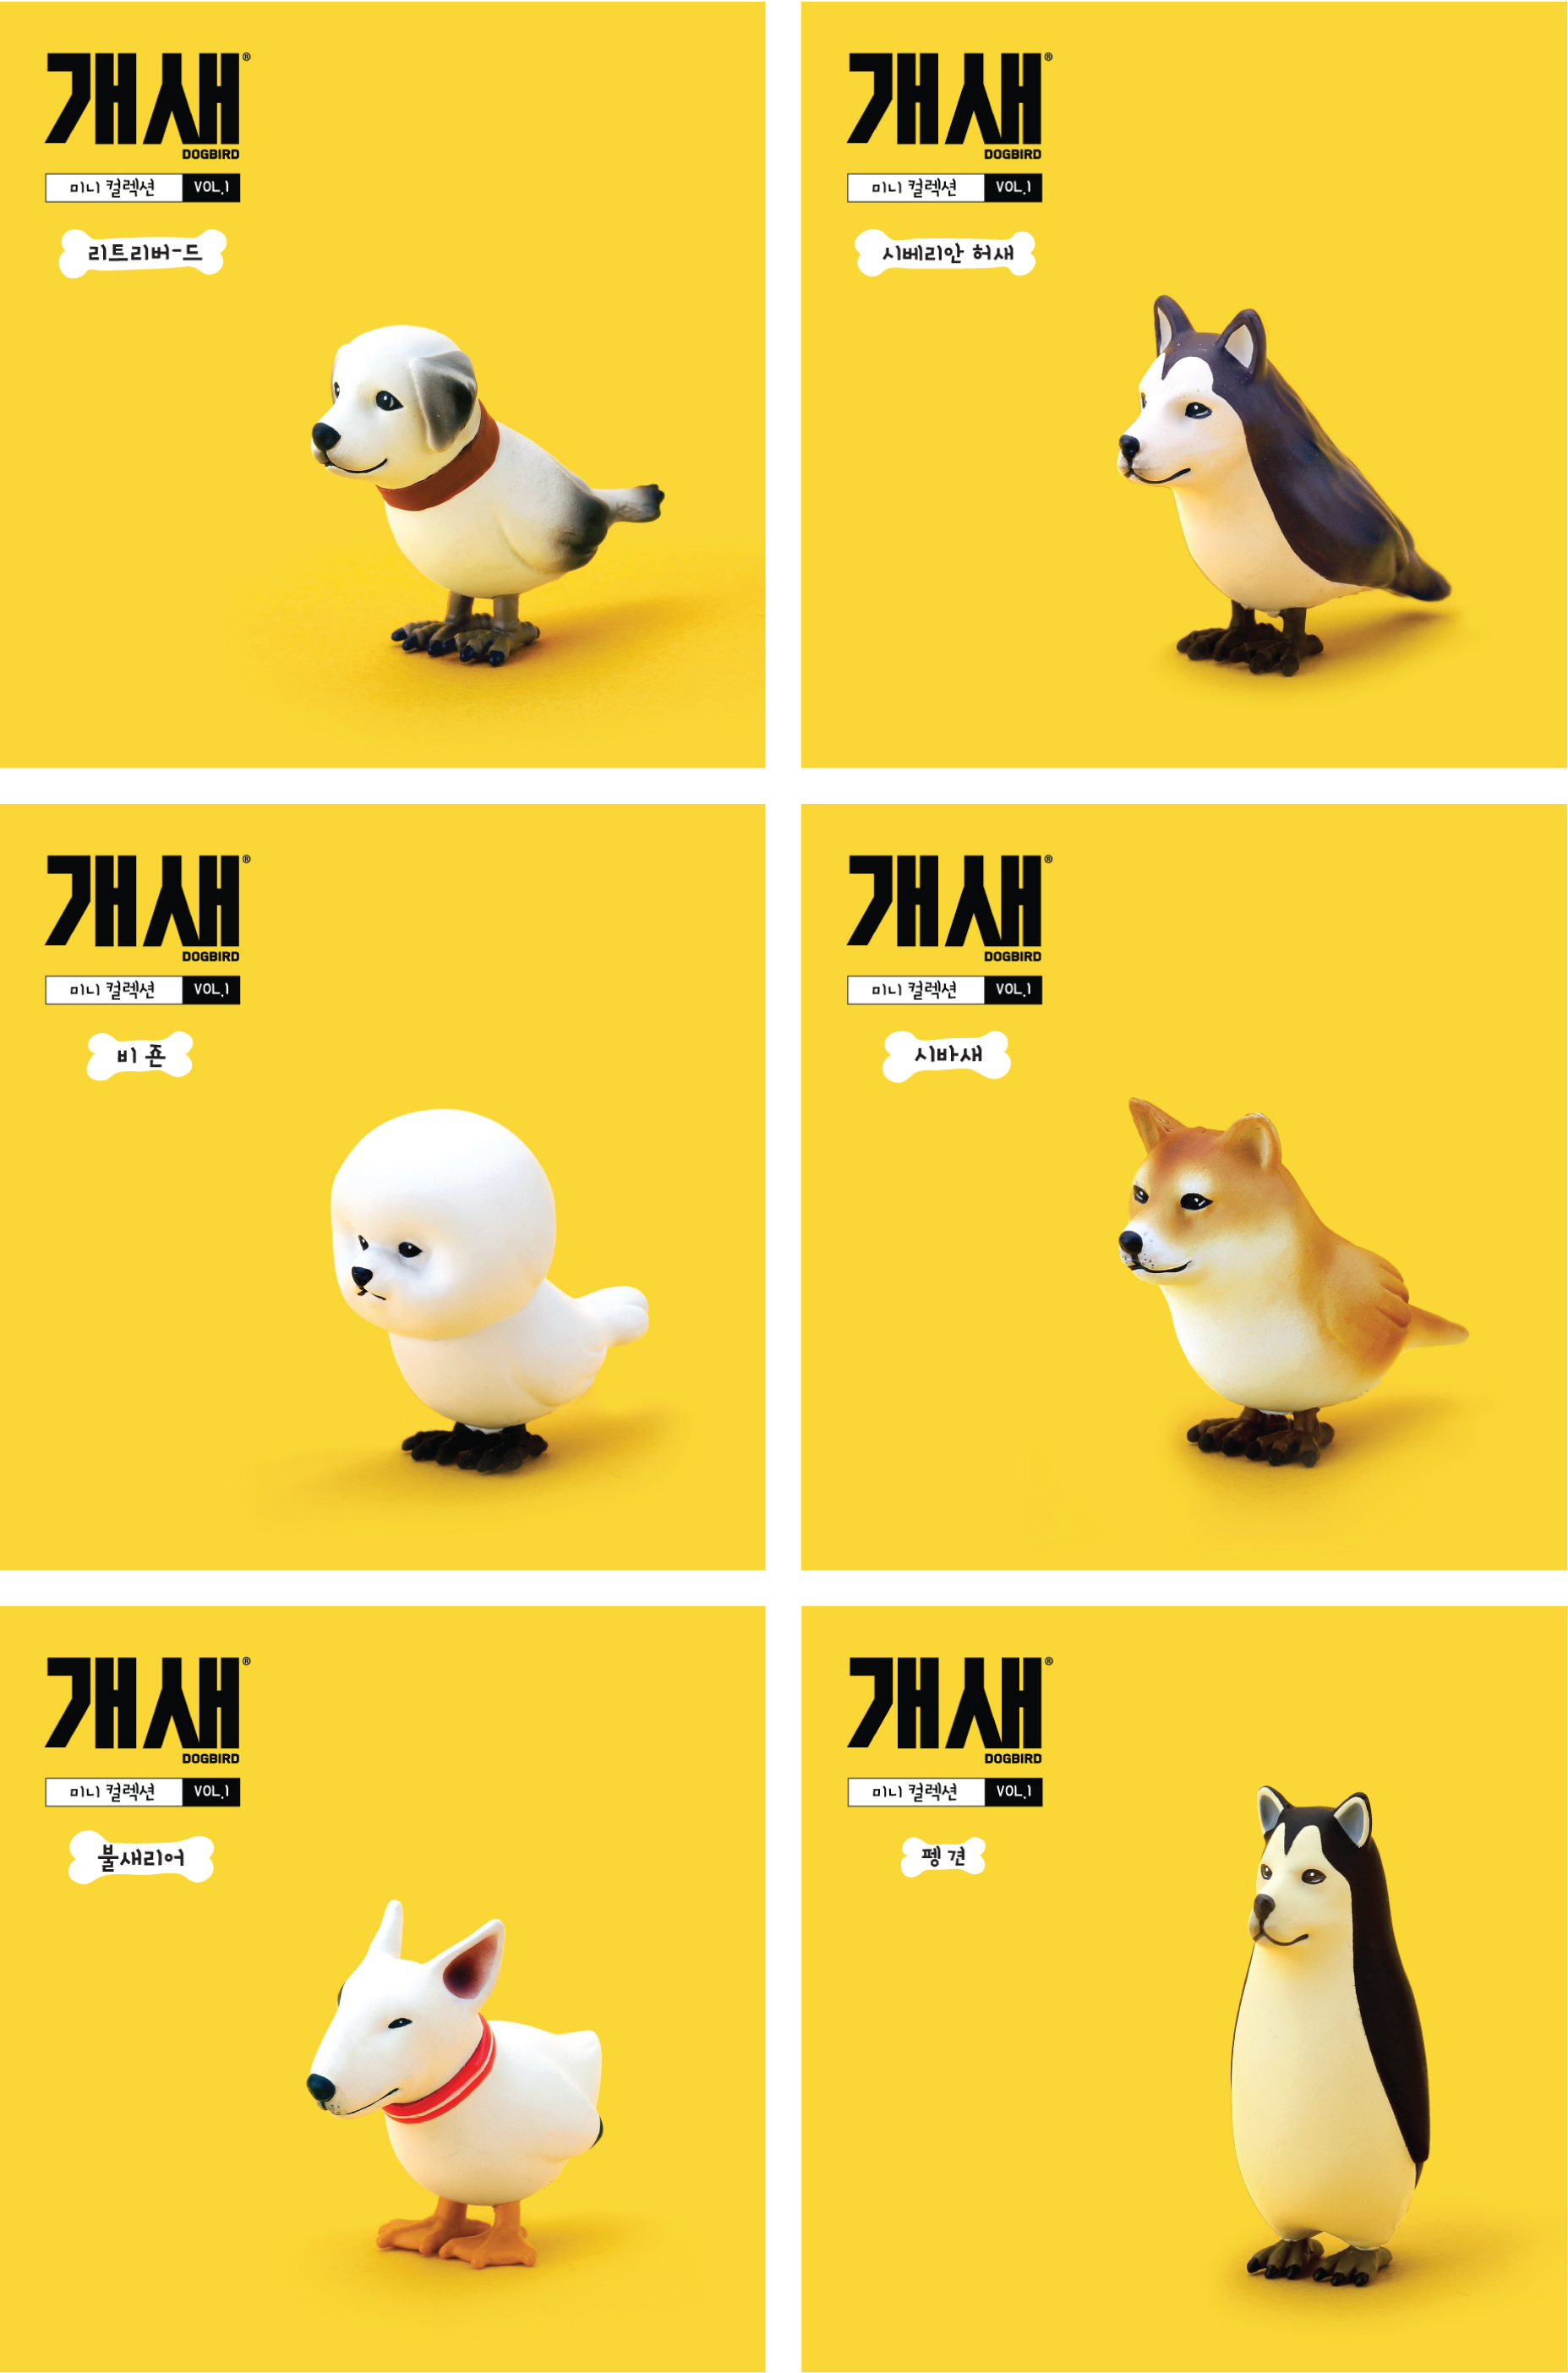 개새®
DOGBIRD
미니 컬렉션 VOL.1
리트리버-드
개새®
DOGBIRD
미니 컬렉션 VOL.1
시베리안 허새
개새®
DOGBIRD
미니 컬렉션 VOL.1
비 죤
개새®
DOGBIRD
미니 컬렉션 VOL.1
시바새
개새®
DOGBIRD
미니 컬렉션 VOL.1
불새리어
개새®
DOGBIRD
미니 컬렉션 VOL.1
펭 견